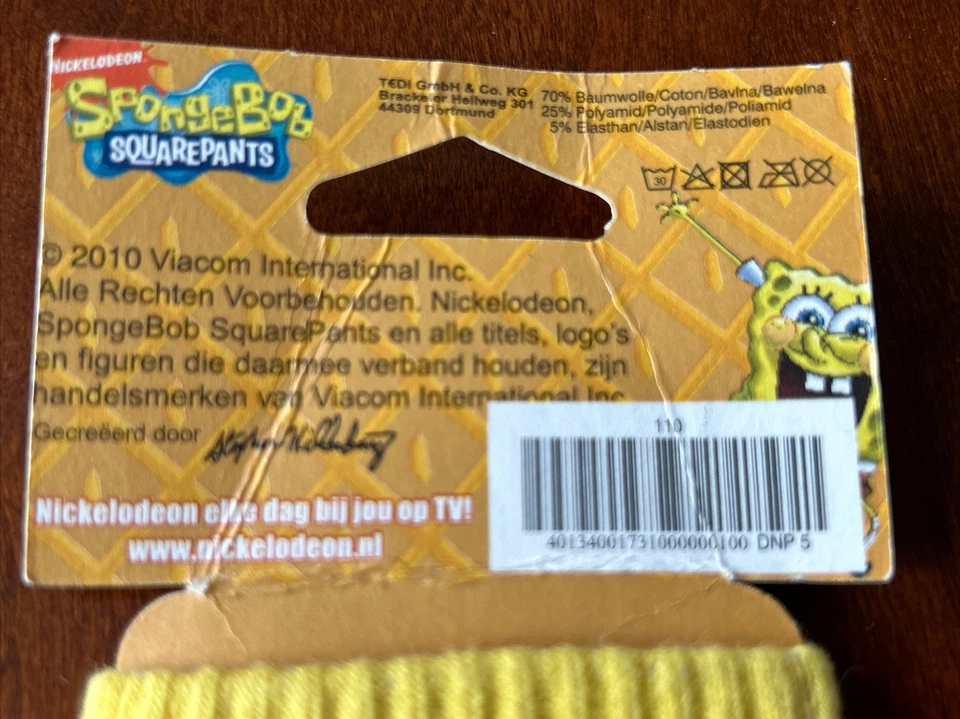 NICKELODEON
SpongeBob
SQUAREPANTS
TEDI GmbH & Co. KG
Brackeler Hellweg 301
44309 Dortmund
70% Baumwolle/Coton/Bavlna/Bawelna
25% Polyamid/Polyamide/Poliamid
5% Elasthan/Alstan/Elastodien
30
© 2010 Viacom International Inc.
Alle Rechten Voorbehouden. Nickelodeon,
SpongeBob SquarePants en alle titels, logo's
en figuren die daarmee verband houden, zijn
handelsmerken van Viacom International Inc
Gecreëerd door Stephen Hillenburg
Nickelodeon elke dag bij jou op TV!
www.nickelodeon.nl
110
40134001731000000100 DNP 5